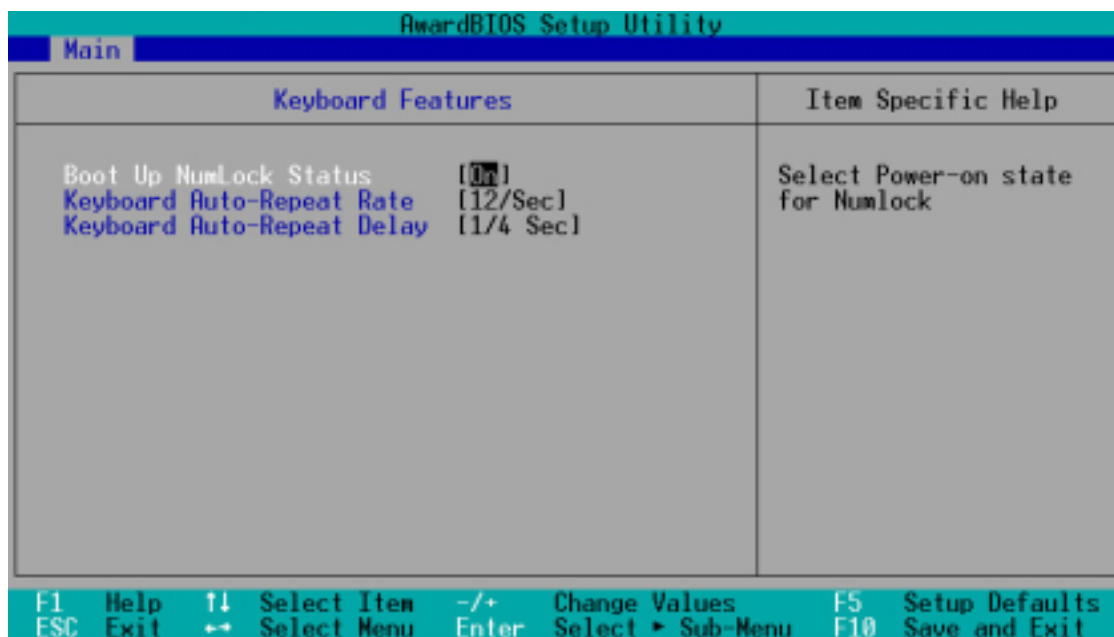 AwardBIOS Setup Utility
Main
Keyboard Features
Item Specific Help
Boot Up NumLock Status [On]
Keyboard Auto-Repeat Rate [12/Sec]
Keyboard Auto-Repeat Delay [1/4 Sec]
Select Power-on state
for Numlock
F1 Help ↑↓ Select Item -/+ Change Values F5 Setup Defaults
ESC Exit ←→ Select Menu Enter Select ► Sub-Menu F10 Save and Exit